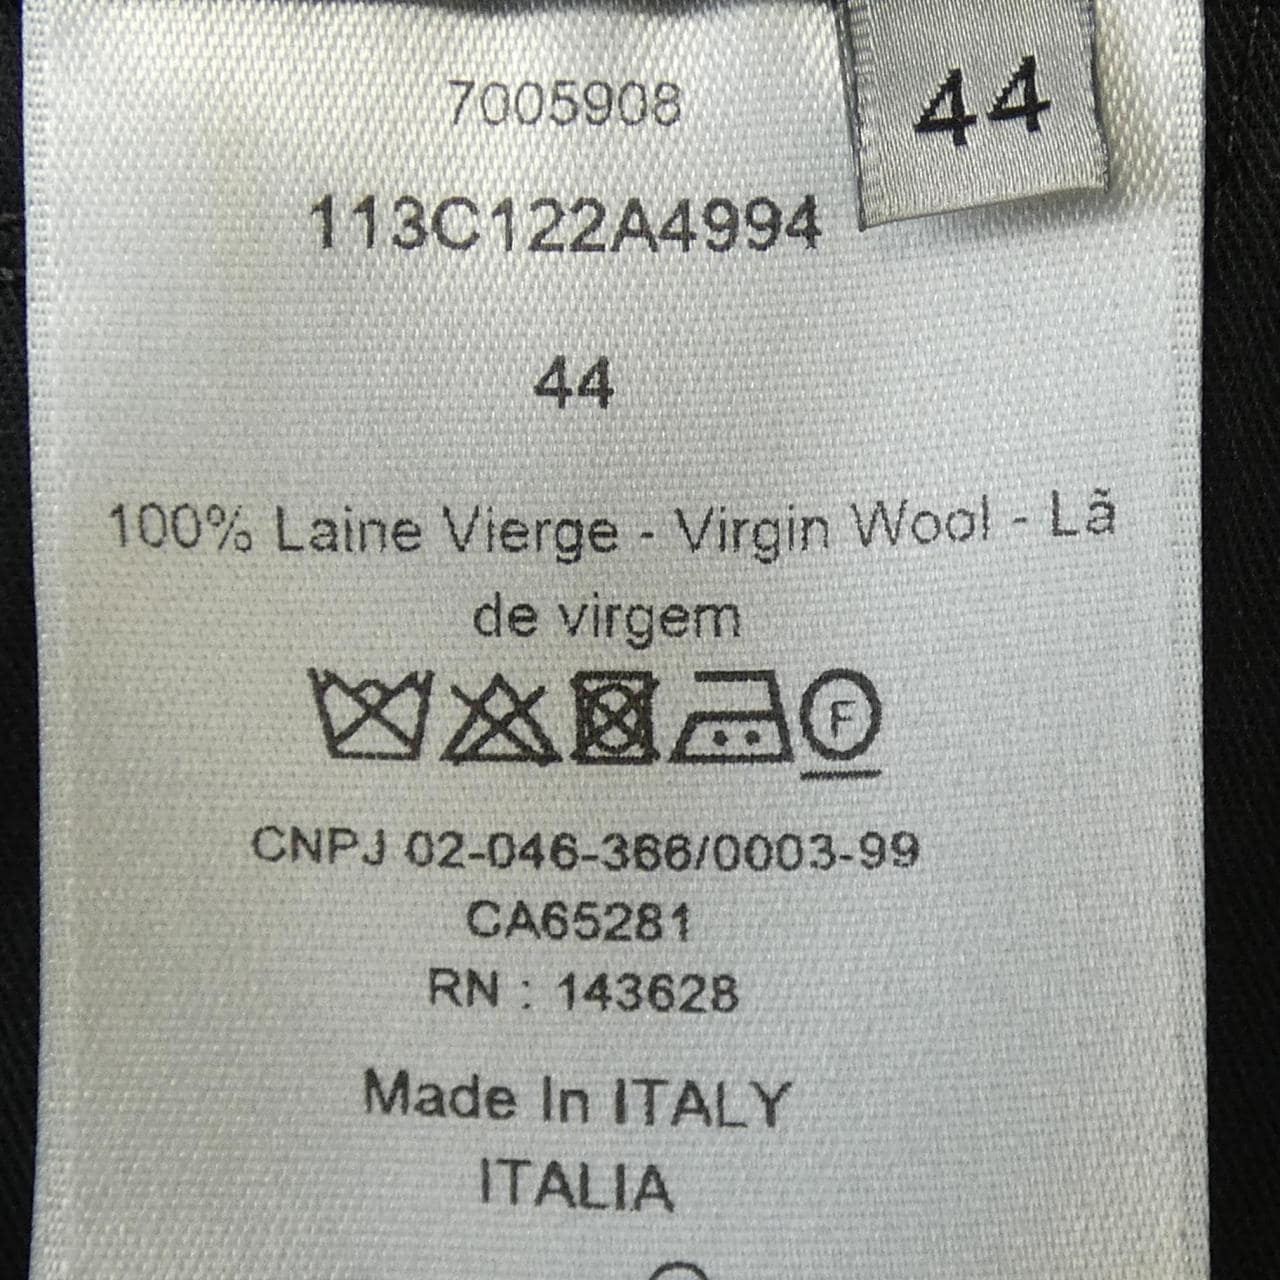 7005908
44
113C122A4994
44
100% Laine Vierge - Virgin Wool - Lã
de virgem
F
CNPJ 02-046-366/0003-99
CA65281
RN : 143628
Made In ITALY
ITALIA